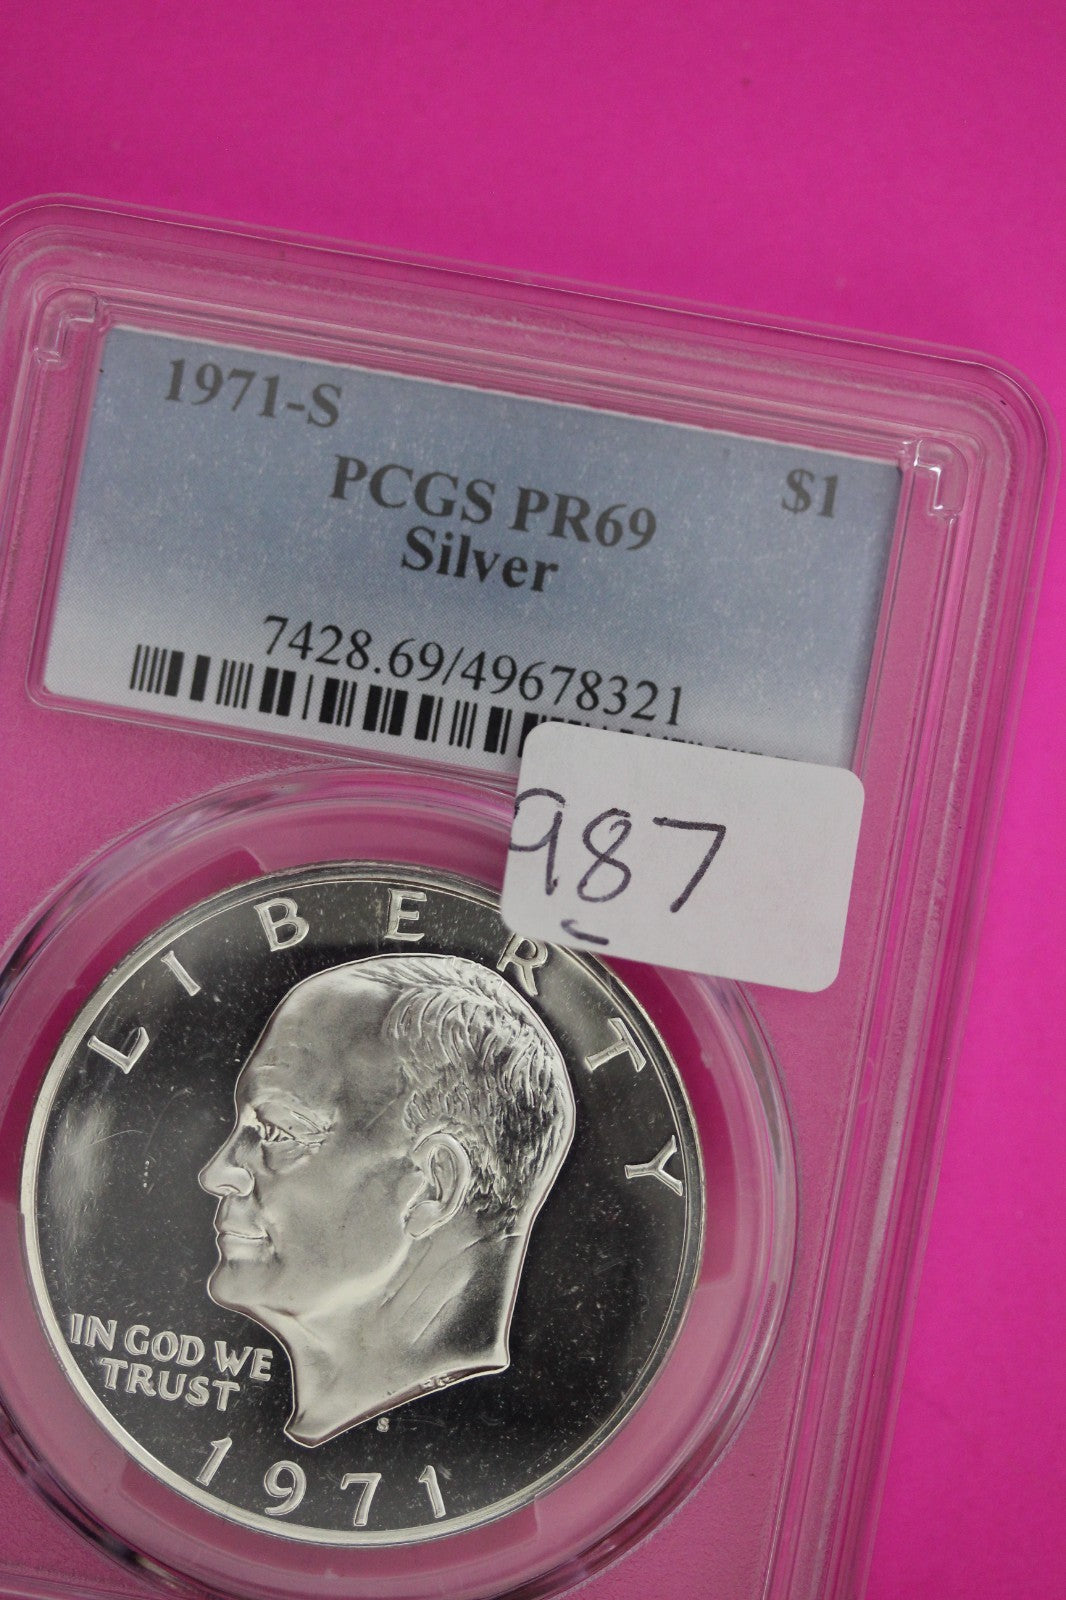 1971-S
PCGS PR69
$1
Silver
7428.69/49678321
987
LIBERTY
IN GOD WE
TRUST
S
1971